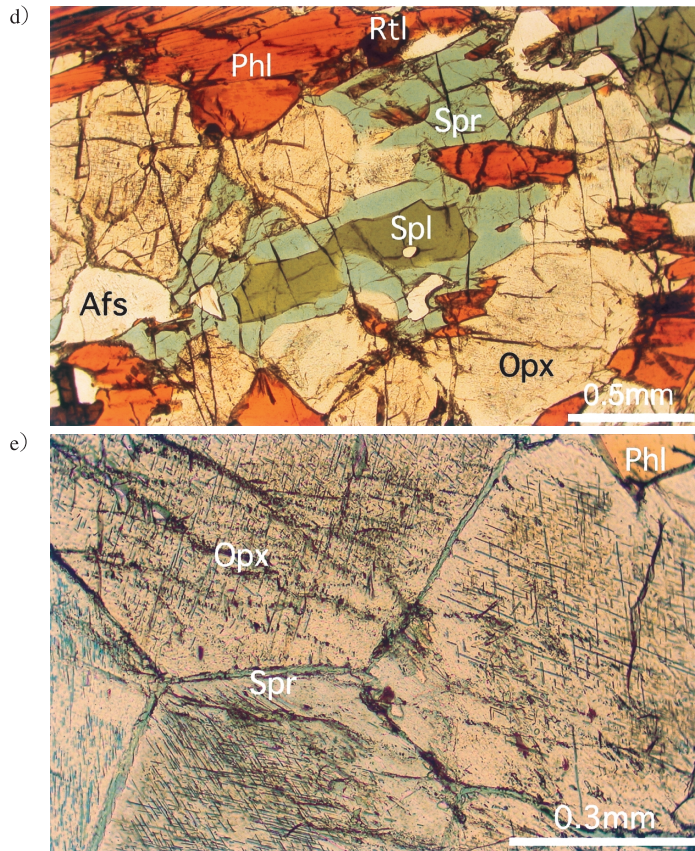 d)
Rtl
Phl
Spr
Spl
Afs
Opx
0.5mm
e)
Phl
Opx
Spr
0.3mm